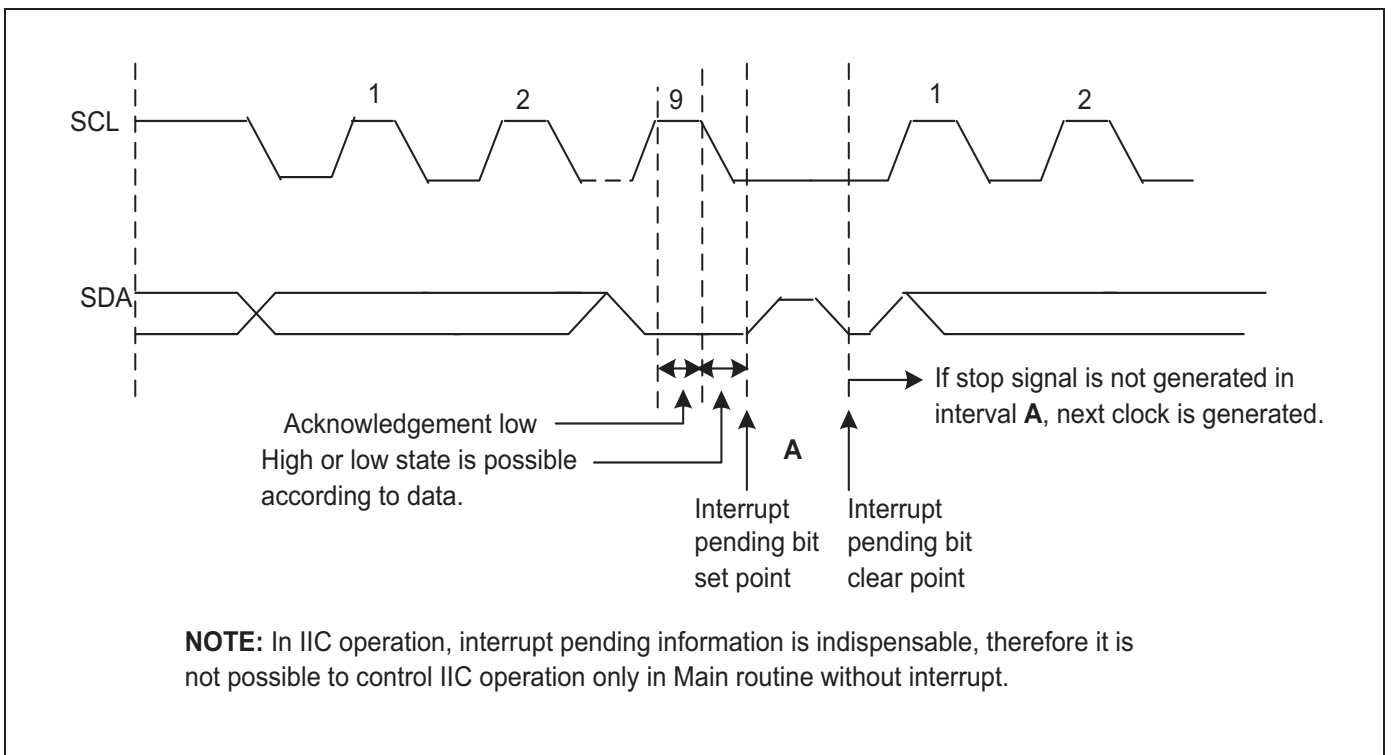 1
2
9
1
2
SCL
SDA
If stop signal is not generated in
interval A, next clock is generated.
Acknowledgement low
High or low state is possible
according to data.
A
Interrupt
pending bit
set point
Interrupt
pending bit
clear point
NOTE: In IIC operation, interrupt pending information is indispensable, therefore it is
not possible to control IIC operation only in Main routine without interrupt.